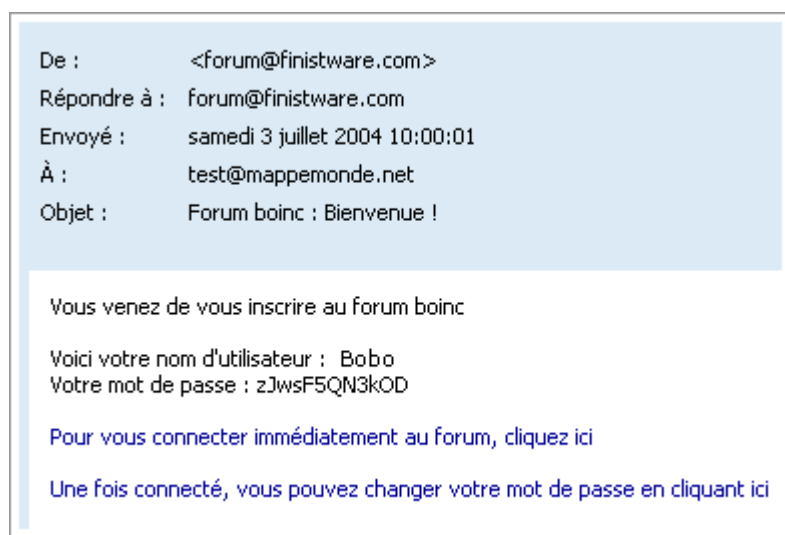 De : <forum@finistware.com>
Répondre à : forum@finistware.com
Envoyé : samedi 3 juillet 2004 10:00:01
À : test@mappemonde.net
Objet : Forum boinc : Bienvenue !
Vous venez de vous inscrire au forum boinc
Voici votre nom d'utilisateur : Bobo
Votre mot de passe : zJwsF5QN3kOD
Pour vous connecter immédiatement au forum, cliquez ici
Une fois connecté, vous pouvez changer votre mot de passe en cliquant ici